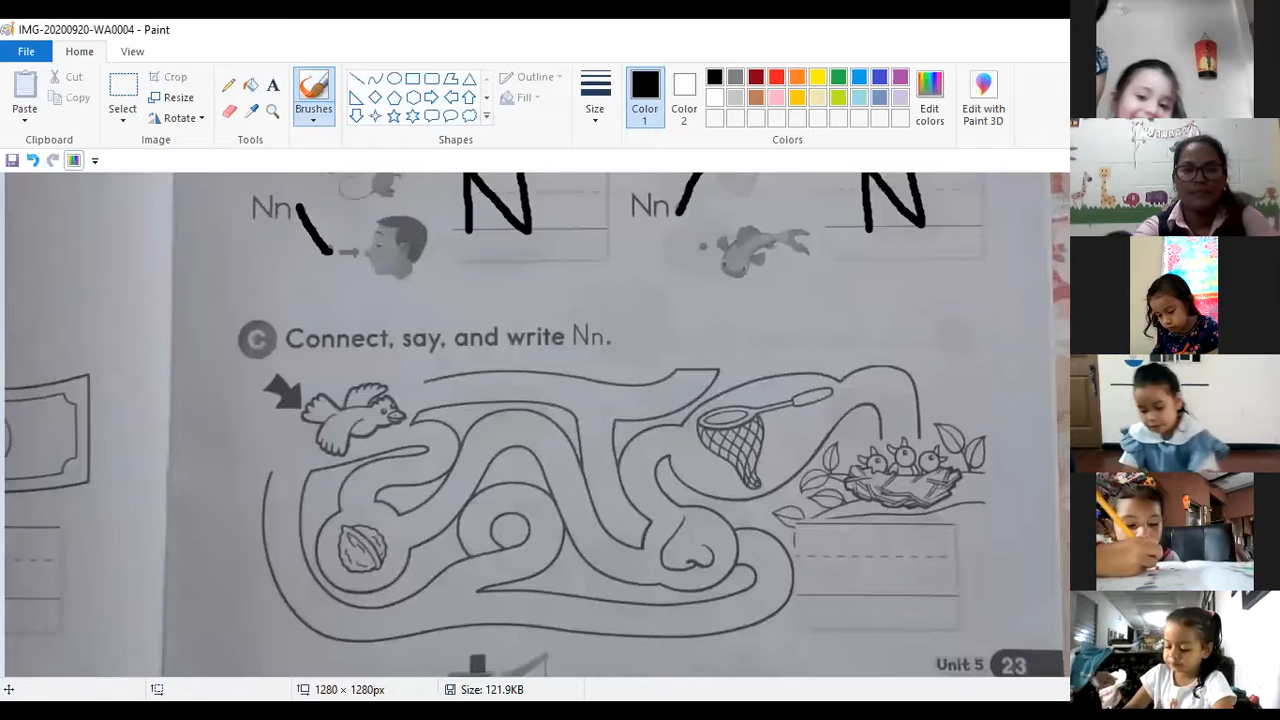 IMG-20200920-WA0004 - Paint
File Home View
Paste
Cut
Copy
Clipboard
Select
Crop
Resize
Rotate
Image
A
Tools
Brushes
Shapes
Outline
Fill
Size
Color 1
Color 2
Colors
Edit colors
Edit with Paint 3D
Nn N Nn N
C Connect, say, and write Nn.
Unit 5 23
1280 × 1280px Size: 121.9KB